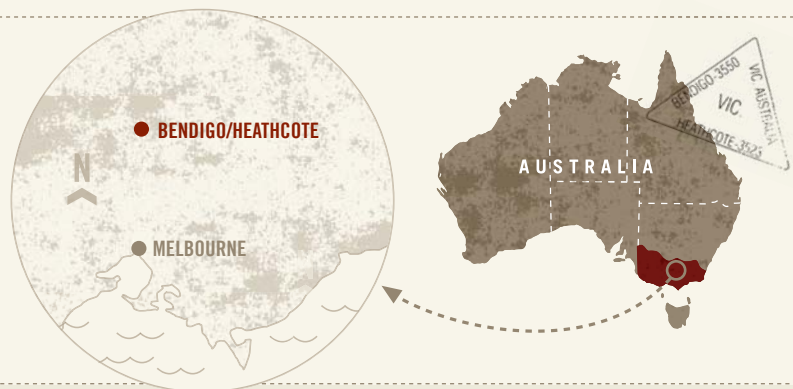 BENDIGO/HEATHCOTE
N
MELBOURNE
AUSTRALIA
BENDIGO-3550
VIC AUSTRALIA
VIC.
HEATHCOTE-3523